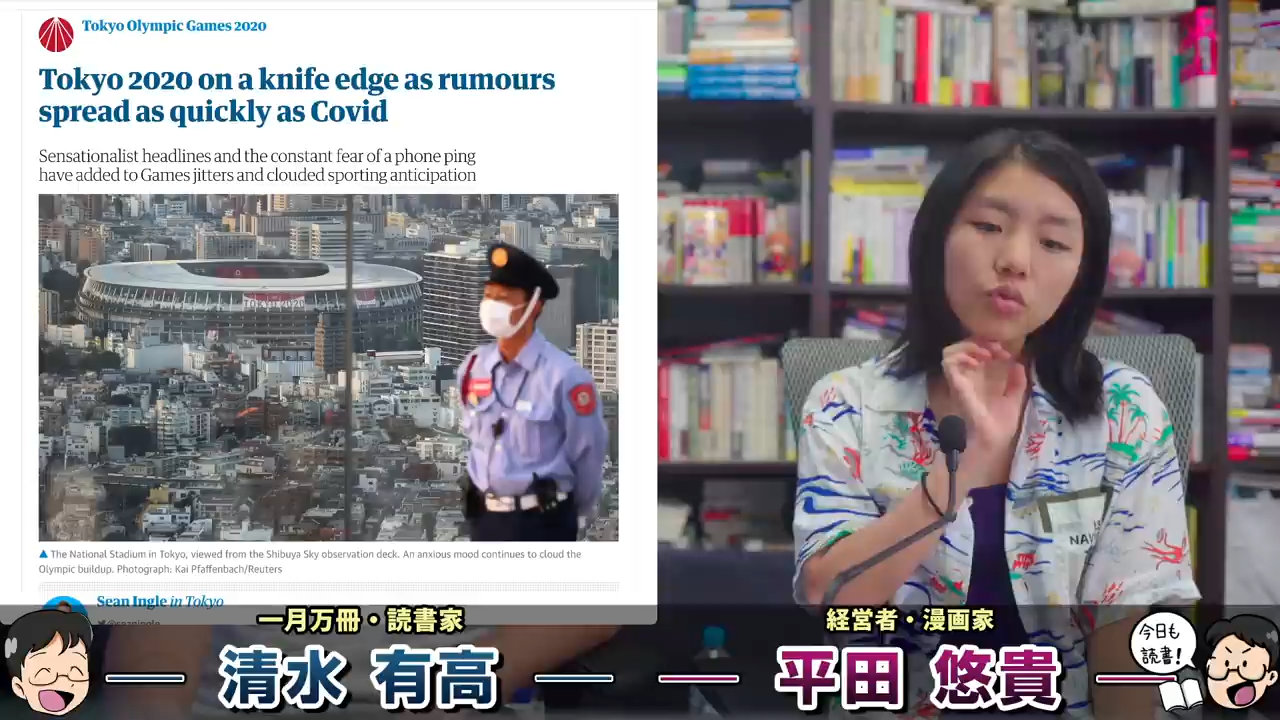 Tokyo Olympic Games 2020
Tokyo 2020 on a knife edge as rumours
spread as quickly as Covid
Sensationalist headlines and the constant fear of a phone ping
have added to Games jitters and clouded sporting anticipation
TOKYO 2020
▲ The National Stadium in Tokyo, viewed from the Shibuya Sky observation deck. An anxious mood continues to cloud the
Olympic buildup. Photograph: Kai Pfaffenbach/Reuters
Sean Ingle in Tokyo
一月万冊・読書家
清水 有高
経営者・漫画家
平田 悠貴
今日も
読書!